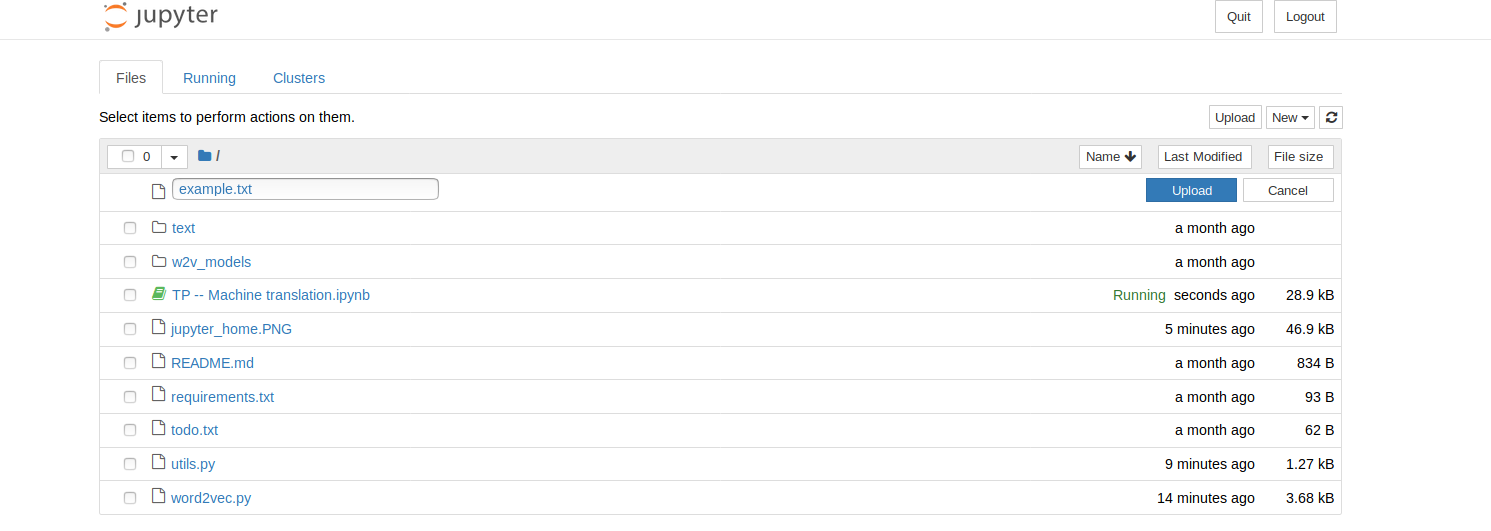 jupyter Quit Logout
Files Running Clusters
Select items to perform actions on them. Upload New
0 / Name Last Modified File size
example.txt Upload Cancel
text a month ago
w2v_models a month ago
TP -- Machine translation.ipynb Running seconds ago 28.9 kB
jupyter_home.PNG 5 minutes ago 46.9 kB
README.md a month ago 834 B
requirements.txt a month ago 93 B
todo.txt a month ago 62 B
utils.py 9 minutes ago 1.27 kB
word2vec.py 14 minutes ago 3.68 kB